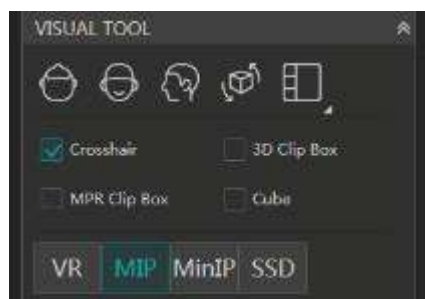 VISUAL TOOL
Crosshair 3D Clip Box
MPR Clip Box Cube
VR MIP MinIP SSD